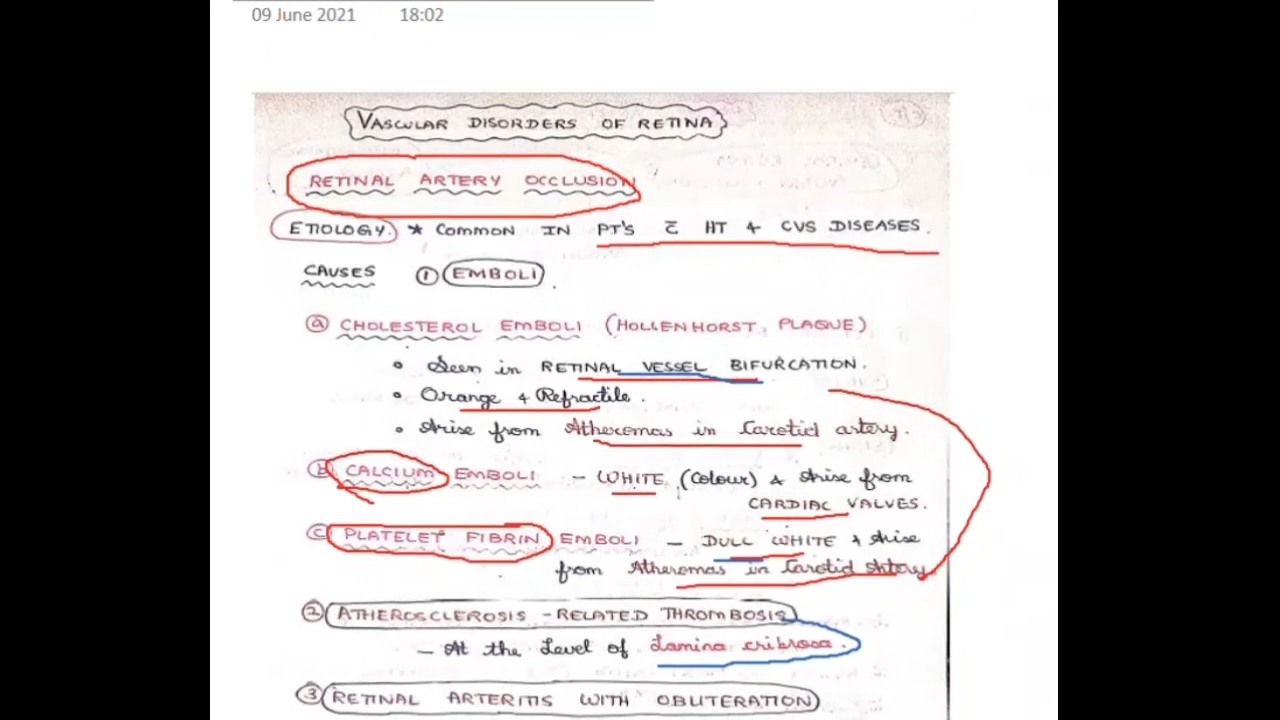 09 June 2021 18:02
VASCULAR DISORDERS OF RETINA
RETINAL ARTERY OCCLUSION
ETIOLOGY. * COMMON IN PT'S c̄ HT & CVS DISEASES.
CAUSES ① EMBOLI
ⓐ CHOLESTEROL EMBOLI (HOLLENHORST PLAQUE)
• Seen in RETINAL VESSEL BIFURCATION.
• Orange & Refractile.
• Arise from Atheromas in Carotid artery.
ⓑ CALCIUM EMBOLI - WHITE (Colour) & Arise from
CARDIAC VALVES.
ⓒ PLATELET FIBRIN EMBOLI - DULL WHITE & Arise
from Atheromas in Carotid Artery
② ATHEROSCLEROSIS - RELATED THROMBOSIS
- At the Level of Lamina cribrosa.
③ RETINAL ARTERITIS WITH OBLITERATION